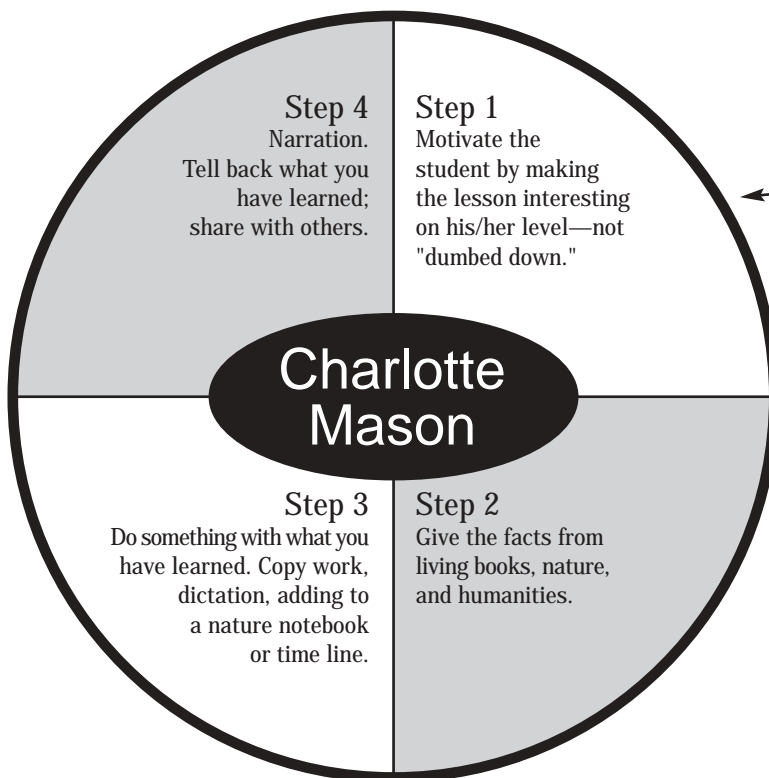 Step 4
Narration.
Tell back what you
have learned;
share with others.
Step 1
Motivate the
student by making
the lesson interesting
on his/her level—not
"dumbed down."
Charlotte
Mason
Step 3
Do something with what you
have learned. Copy work,
dictation, adding to
a nature notebook
or time line.
Step 2
Give the facts from
living books, nature,
and humanities.